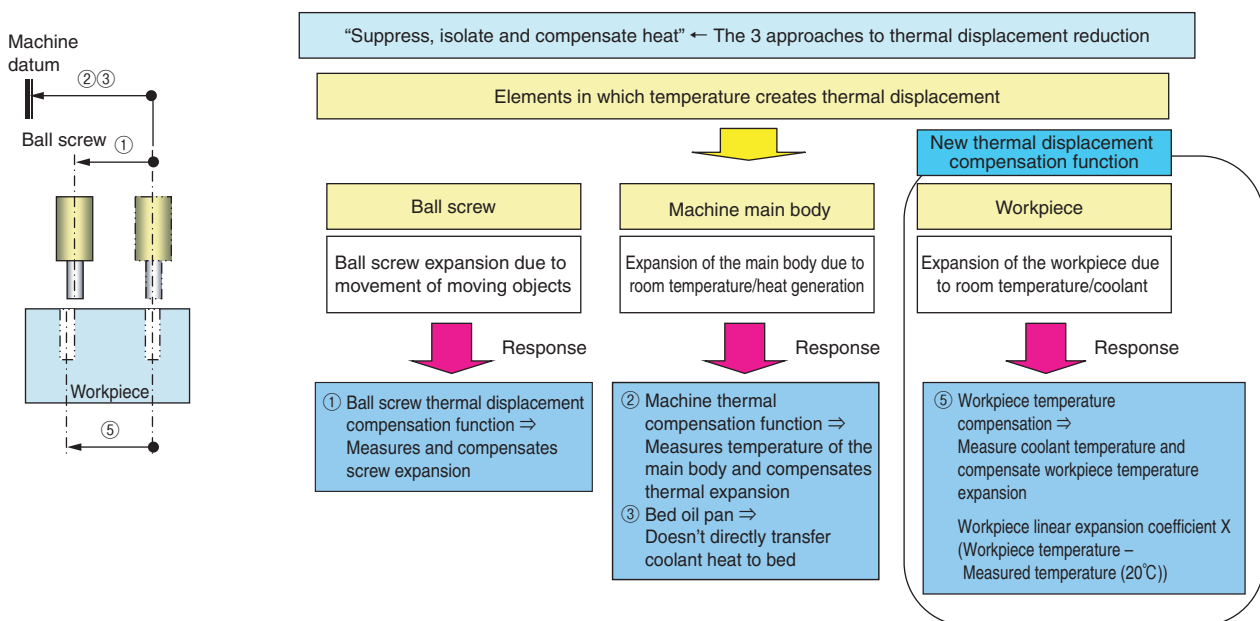 Machine
datum
②③
Ball screw
①
Workpiece
⑤
“Suppress, isolate and compensate heat” ← The 3 approaches to thermal displacement reduction
Elements in which temperature creates thermal displacement
New thermal displacement
compensation function
Ball screw
Ball screw expansion due to
movement of moving objects
Response
① Ball screw thermal displacement
compensation function ⇒
Measures and compensates
screw expansion
Machine main body
Expansion of the main body due to
room temperature/heat generation
Response
② Machine thermal
compensation function ⇒
Measures temperature of the
main body and compensates
thermal expansion
③ Bed oil pan ⇒
Doesn’t directly transfer
coolant heat to bed
Workpiece
Expansion of the workpiece due
to room temperature/coolant
Response
⑤ Workpiece temperature
compensation ⇒
Measure coolant temperature and
compensate workpiece temperature
expansion
Workpiece linear expansion coefficient X
(Workpiece temperature –
Measured temperature (20℃))